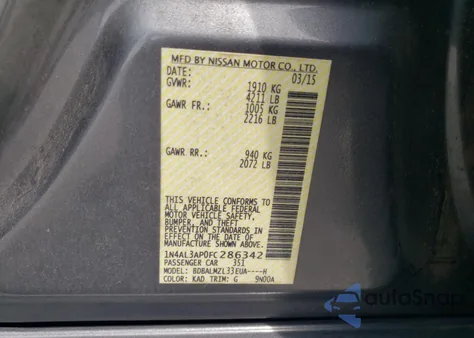 MFD BY NISSAN MOTOR CO., LTD.
DATE: 03/15
GVWR: 1910 KG
4211 LB
GAWR FR.: 1005 KG
2216 LB
GAWR RR.: 940 KG
2072 LB
THIS VEHICLE CONFORMS TO
ALL APPLICABLE FEDERAL
MOTOR VEHICLE SAFETY,
BUMPER, AND THEFT
PREVENTION STANDARDS IN
EFFECT ON THE DATE OF
MANUFACTURE SHOWN ABOVE.
1N4AL3AP0FC286342
PASSENGER CAR 351
MODEL: BDBALMZL33EUA----H
COLOR: KAD TRIM: G 9N00A
AutoSnap